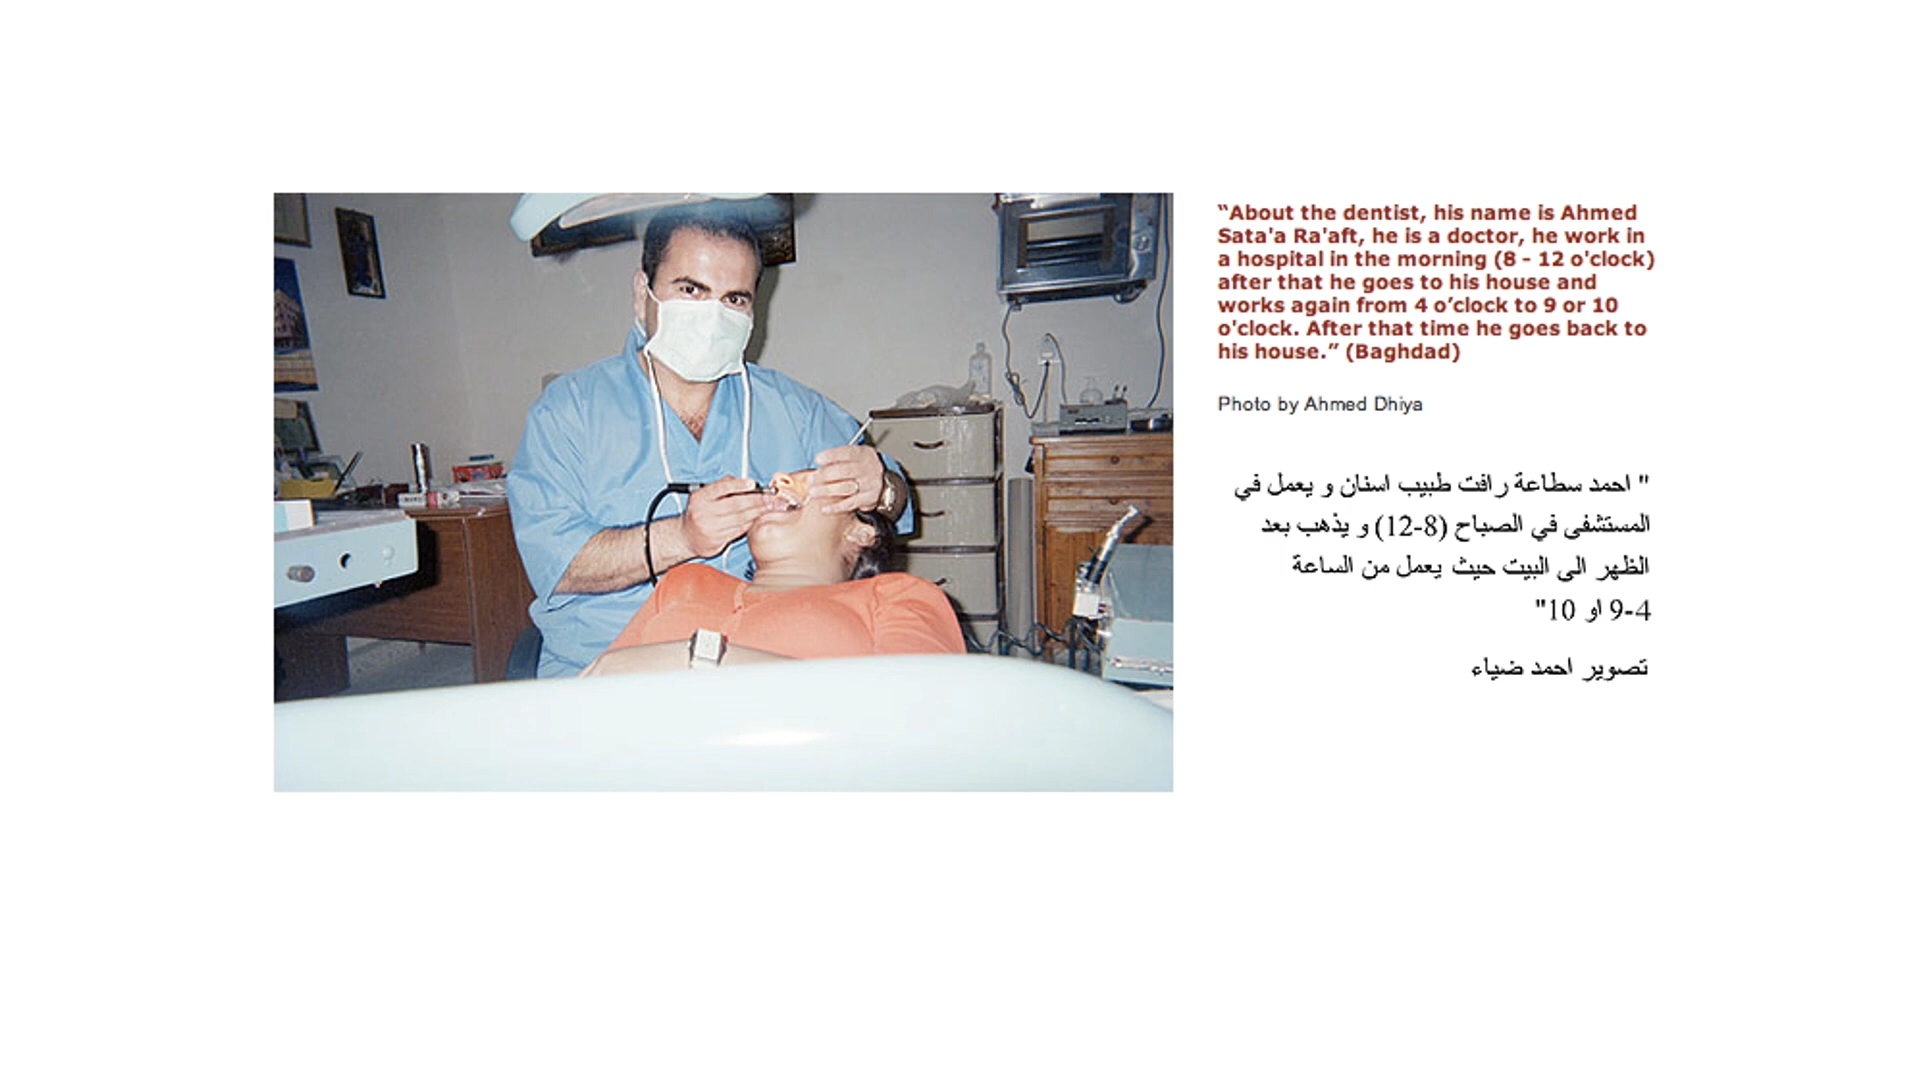 “About the dentist, his name is Ahmed
Sata'a Ra'aft, he is a doctor, he work in
a hospital in the morning (8 - 12 o'clock)
after that he goes to his house and
works again from 4 o’clock to 9 or 10
o'clock. After that time he goes back to
his house.” (Baghdad)
Photo by Ahmed Dhiya
" احمد سطاعة رافت طبيب اسنان و يعمل في
المستشفى في الصباح (8-12) و يذهب بعد
الظهر الى البيت حيث يعمل من الساعة
4-9 او 10"
تصوير احمد ضياء